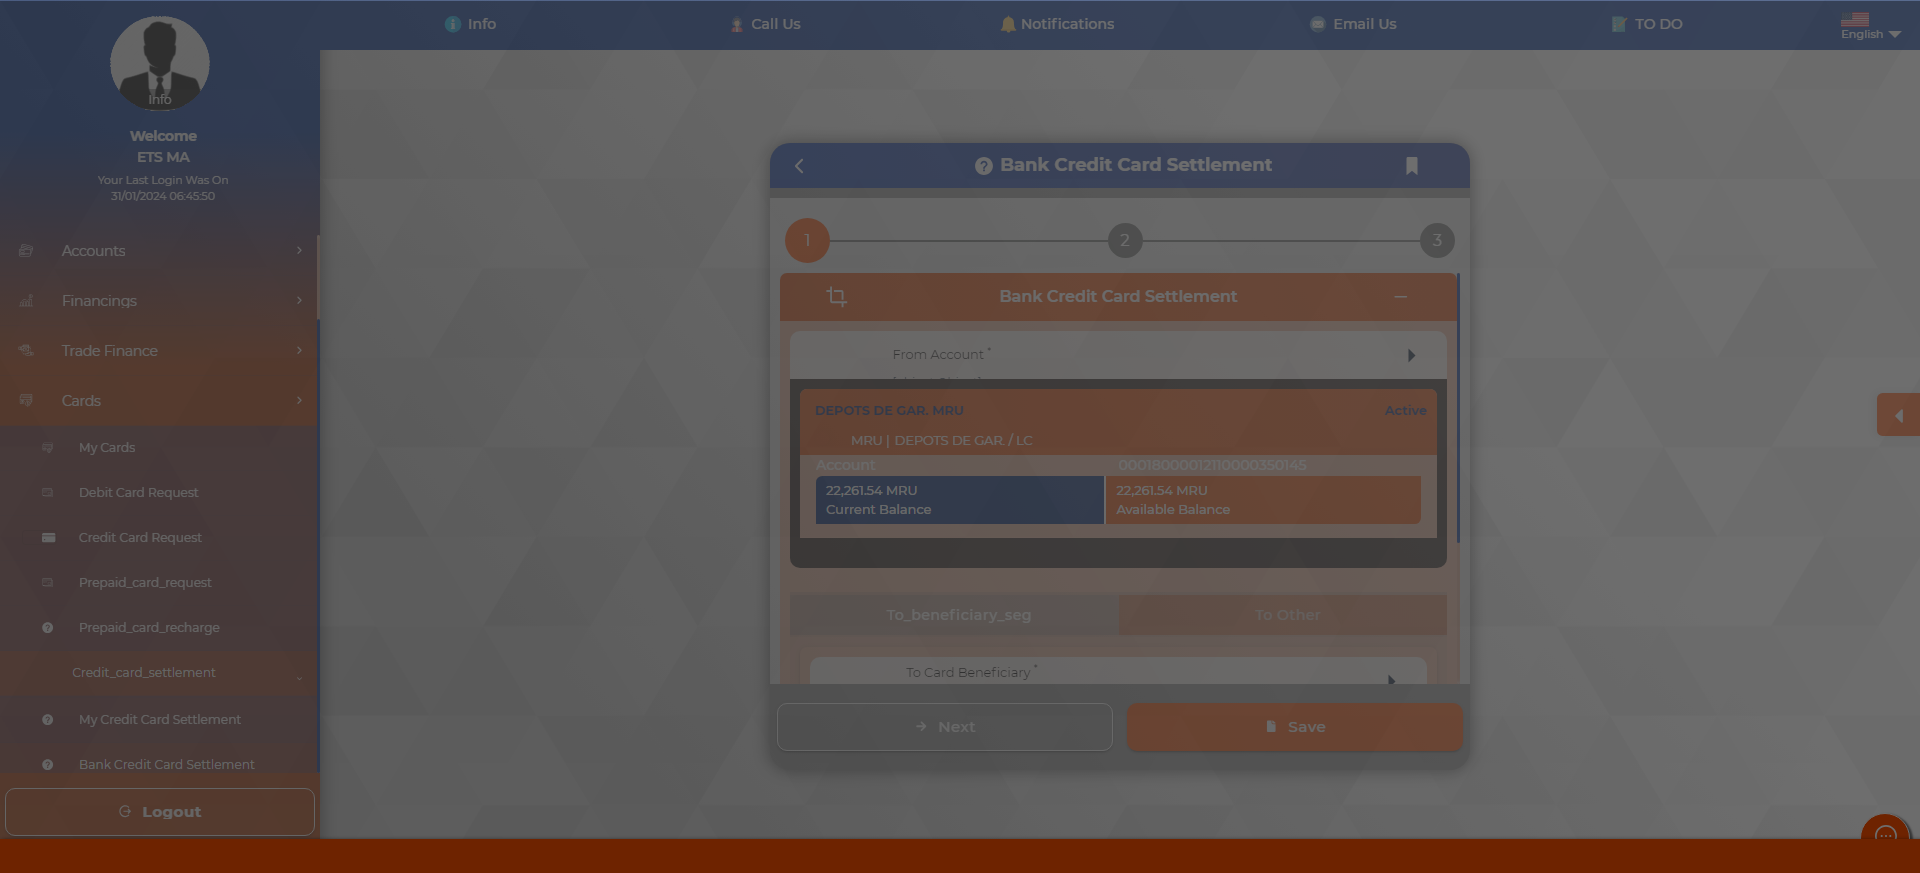 Info
Call Us
Notifications
Email Us
TO DO
English
Info
Welcome
ETS MA
Your Last Login Was On
31/01/2024 06:45:50
Accounts
Financings
Trade Finance
Cards
My Cards
Debit Card Request
Credit Card Request
Prepaid_card_request
Prepaid_card_recharge
Credit_card_settlement
My Credit Card Settlement
Bank Credit Card Settlement
Logout
Bank Credit Card Settlement
1
2
3
Bank Credit Card Settlement
From Account *
DEPOTS DE GAR. MRU
Active
MRU | DEPOTS DE GAR. / LC
Account
00018000012110000350145
22,261.54 MRU
Current Balance
22,261.54 MRU
Available Balance
To_beneficiary_seg
To Other
To Card Beneficiary *
Next
Save